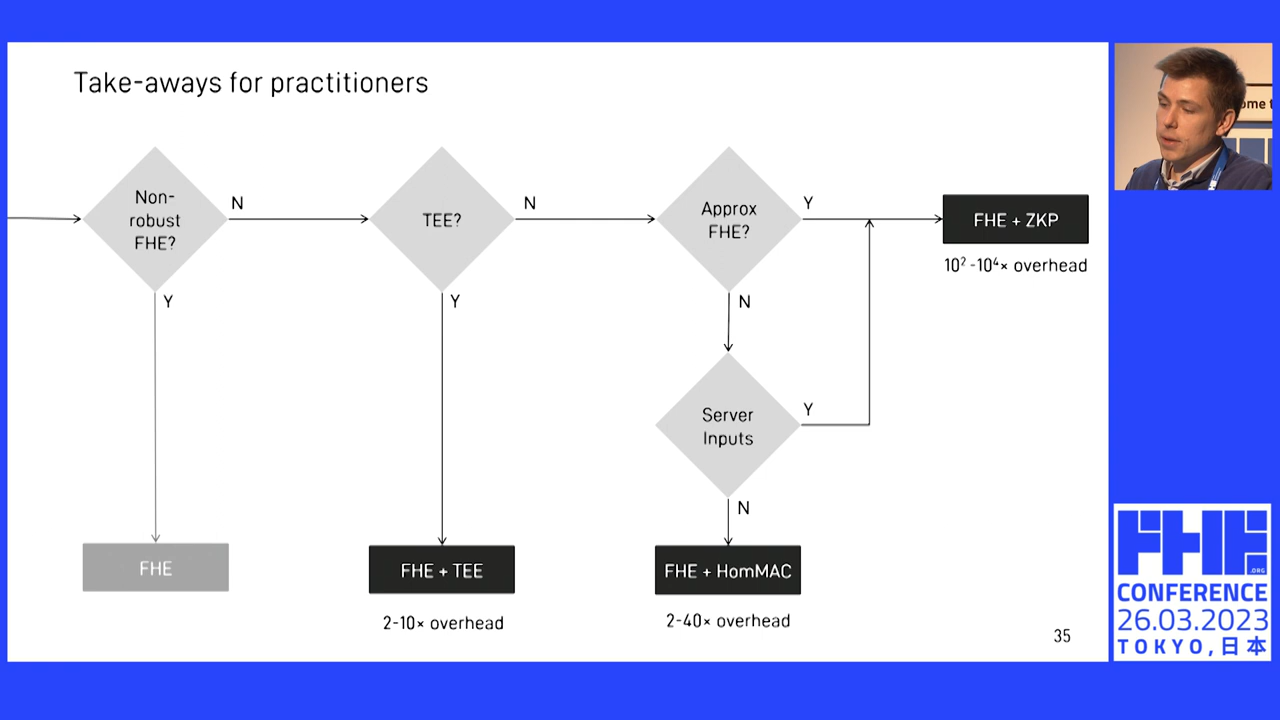 Take-aways for practitioners
Non-
robust
FHE?
N
Y
TEE?
N
Y
Approx
FHE?
Y
N
FHE + ZKP
10²-10⁴× overhead
Server
Inputs
Y
N
FHE
FHE + TEE
2-10× overhead
FHE + HomMAC
2-40× overhead
35
ome t
FHE
.ORG
CONFERENCE
26.03.2023
TOKYO,日本